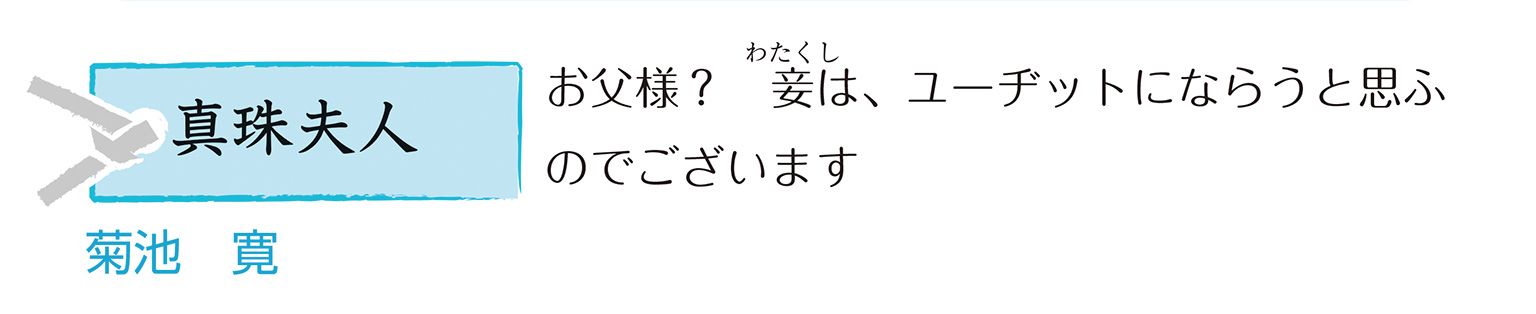 真珠夫人
菊池　寛
お父様？　妾は、ユーヂットにならうと思ふ
わたくし
のでございます